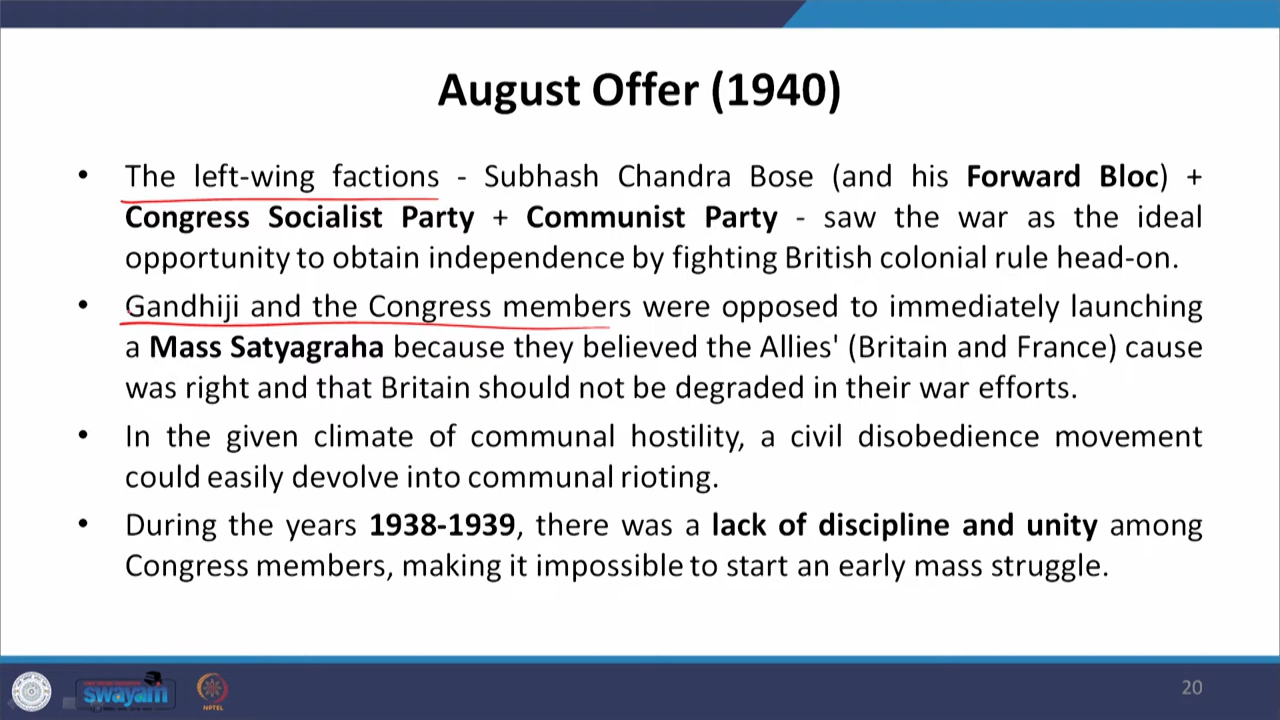 August Offer (1940)
• The left-wing factions - Subhash Chandra Bose (and his Forward Bloc) +
Congress Socialist Party + Communist Party - saw the war as the ideal
opportunity to obtain independence by fighting British colonial rule head-on.
• Gandhiji and the Congress members were opposed to immediately launching
a Mass Satyagraha because they believed the Allies' (Britain and France) cause
was right and that Britain should not be degraded in their war efforts.
• In the given climate of communal hostility, a civil disobedience movement
could easily devolve into communal rioting.
• During the years 1938-1939, there was a lack of discipline and unity among
Congress members, making it impossible to start an early mass struggle.
swayam
NPTEL
20